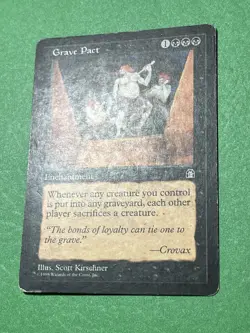 Grave Pact
1
Enchantment
Whenever any creature you control
is put into any graveyard, each other
player sacrifices a creature.
"The bonds of loyalty can tie one to
the grave."
—Crovax
Illus. Scott Kirschner